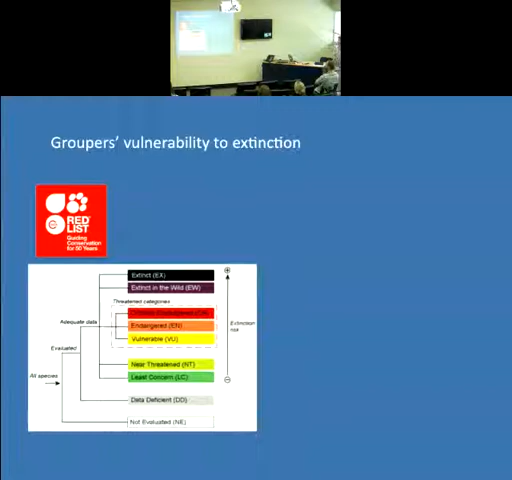 Groupers' vulnerability to extinction
RED
LIST
Guiding
Conservation
for 50 Years
Extinct (EX)
Extinct in the Wild (EW)
Threatened categories
Critically Endangered (CR)
Adequate data
Endangered (EN)
Extinction
risk
Vulnerable (VU)
Evaluated
Near Threatened (NT)
All species
Least Concern (LC)
Data Deficient (DD)
Not Evaluated (NE)